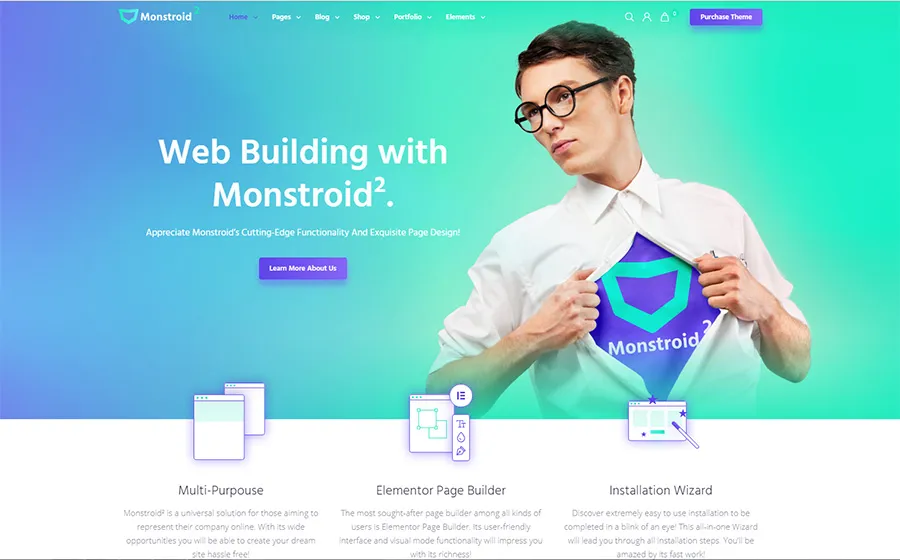 Monstroid²
Home Pages Blog Shop Portfolio Elements
0
Purchase Theme
Web Building with
Monstroid².
Appreciate Monstroid's Cutting-Edge Functionality And Exquisite Page Design!
Learn More About Us
Monstroid²
Multi-Purpouse
Monstroid² is a universal solution for those aiming to
represent their company online. With its wide
opportunities you will be able to create your dream
site hassle free!
Elementor Page Builder
The most sought-after page builder among all kinds of
users is Elementor Page Builder. Its user-friendly
interface and visual mode functionality will impress you
with its richness!
Installation Wizard
Discover extremely easy to use installation to be
completed in a blink of an eye! This all-in-one Wizard
will lead you through all installation steps. You'll be
amazed by its fast work!